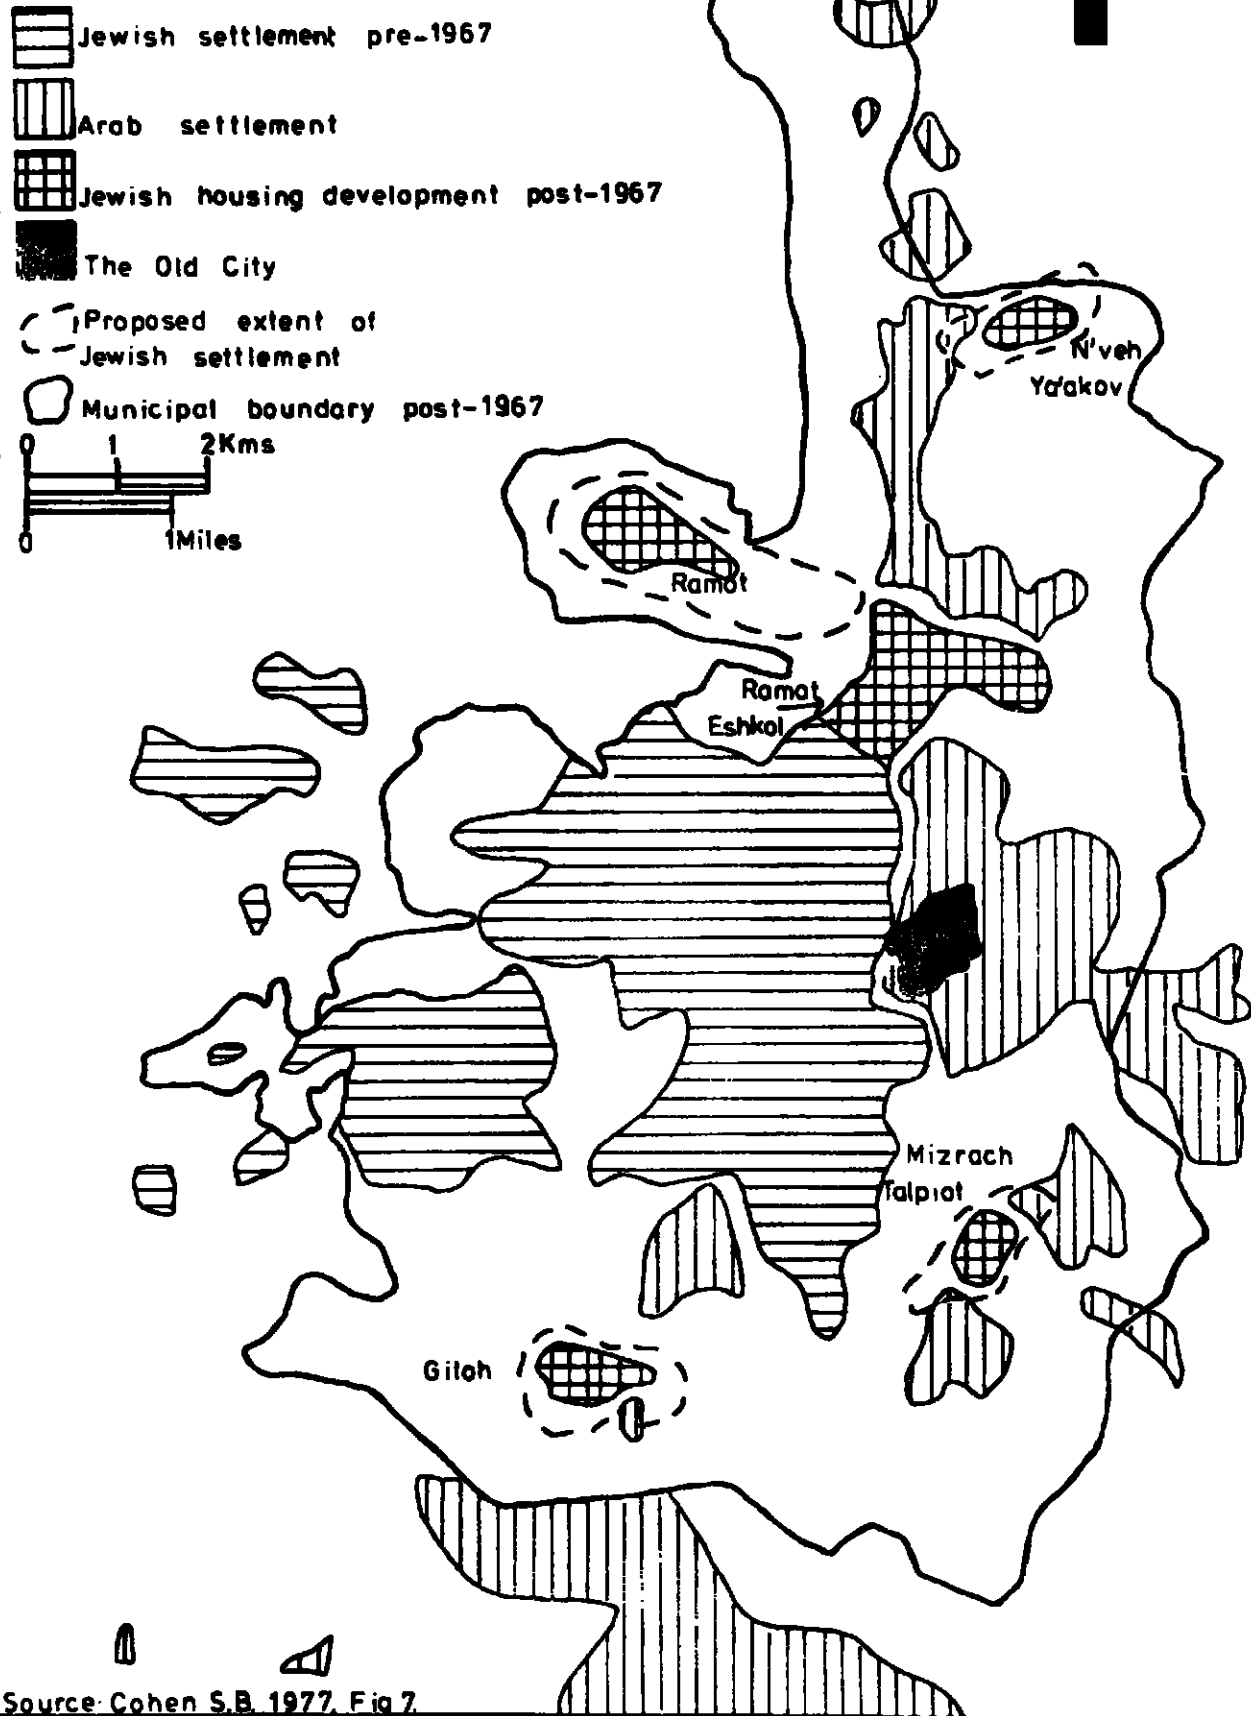 Jewish settlement pre-1967
Arab settlement
Jewish housing development post-1967
The Old City
Proposed extent of
Jewish settlement
Municipal boundary post-1967
0 1 2Kms
0 1Miles
N'veh
Ya'akov
Ramot
Ramat
Eshkol
Mizrach
Talpiot
Giloh
Source: Cohen S.B. 1977. Fig 7.